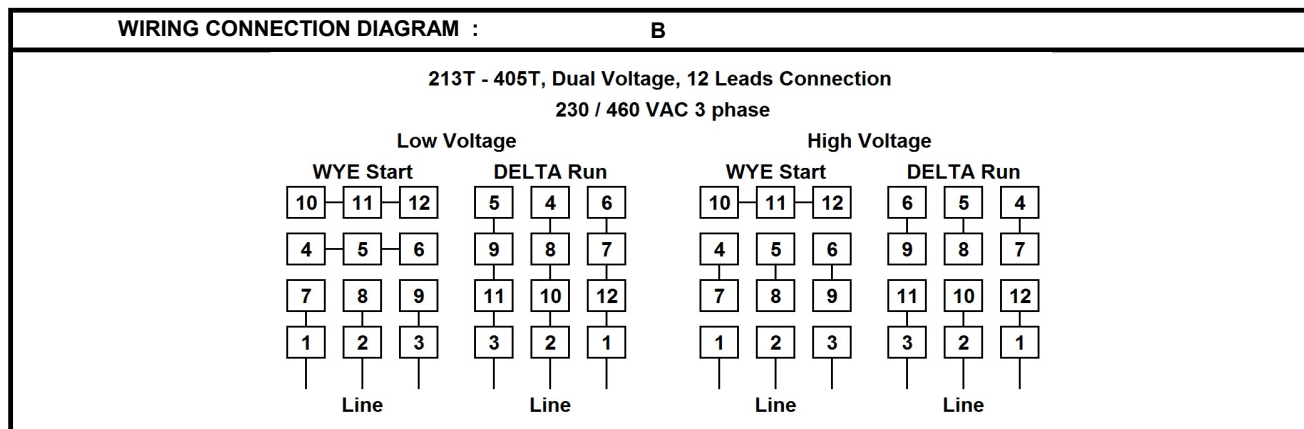 WIRING CONNECTION DIAGRAM : B
213T - 405T, Dual Voltage, 12 Leads Connection
230 / 460 VAC 3 phase
Low Voltage High Voltage
WYE Start DELTA Run WYE Start DELTA Run
10 11 12 5 4 6 10 11 12 6 5 4
4 5 6 9 8 7 4 5 6 9 8 7
7 8 9 11 10 12 7 8 9 11 10 12
1 2 3 3 2 1 1 2 3 3 2 1
Line Line Line Line